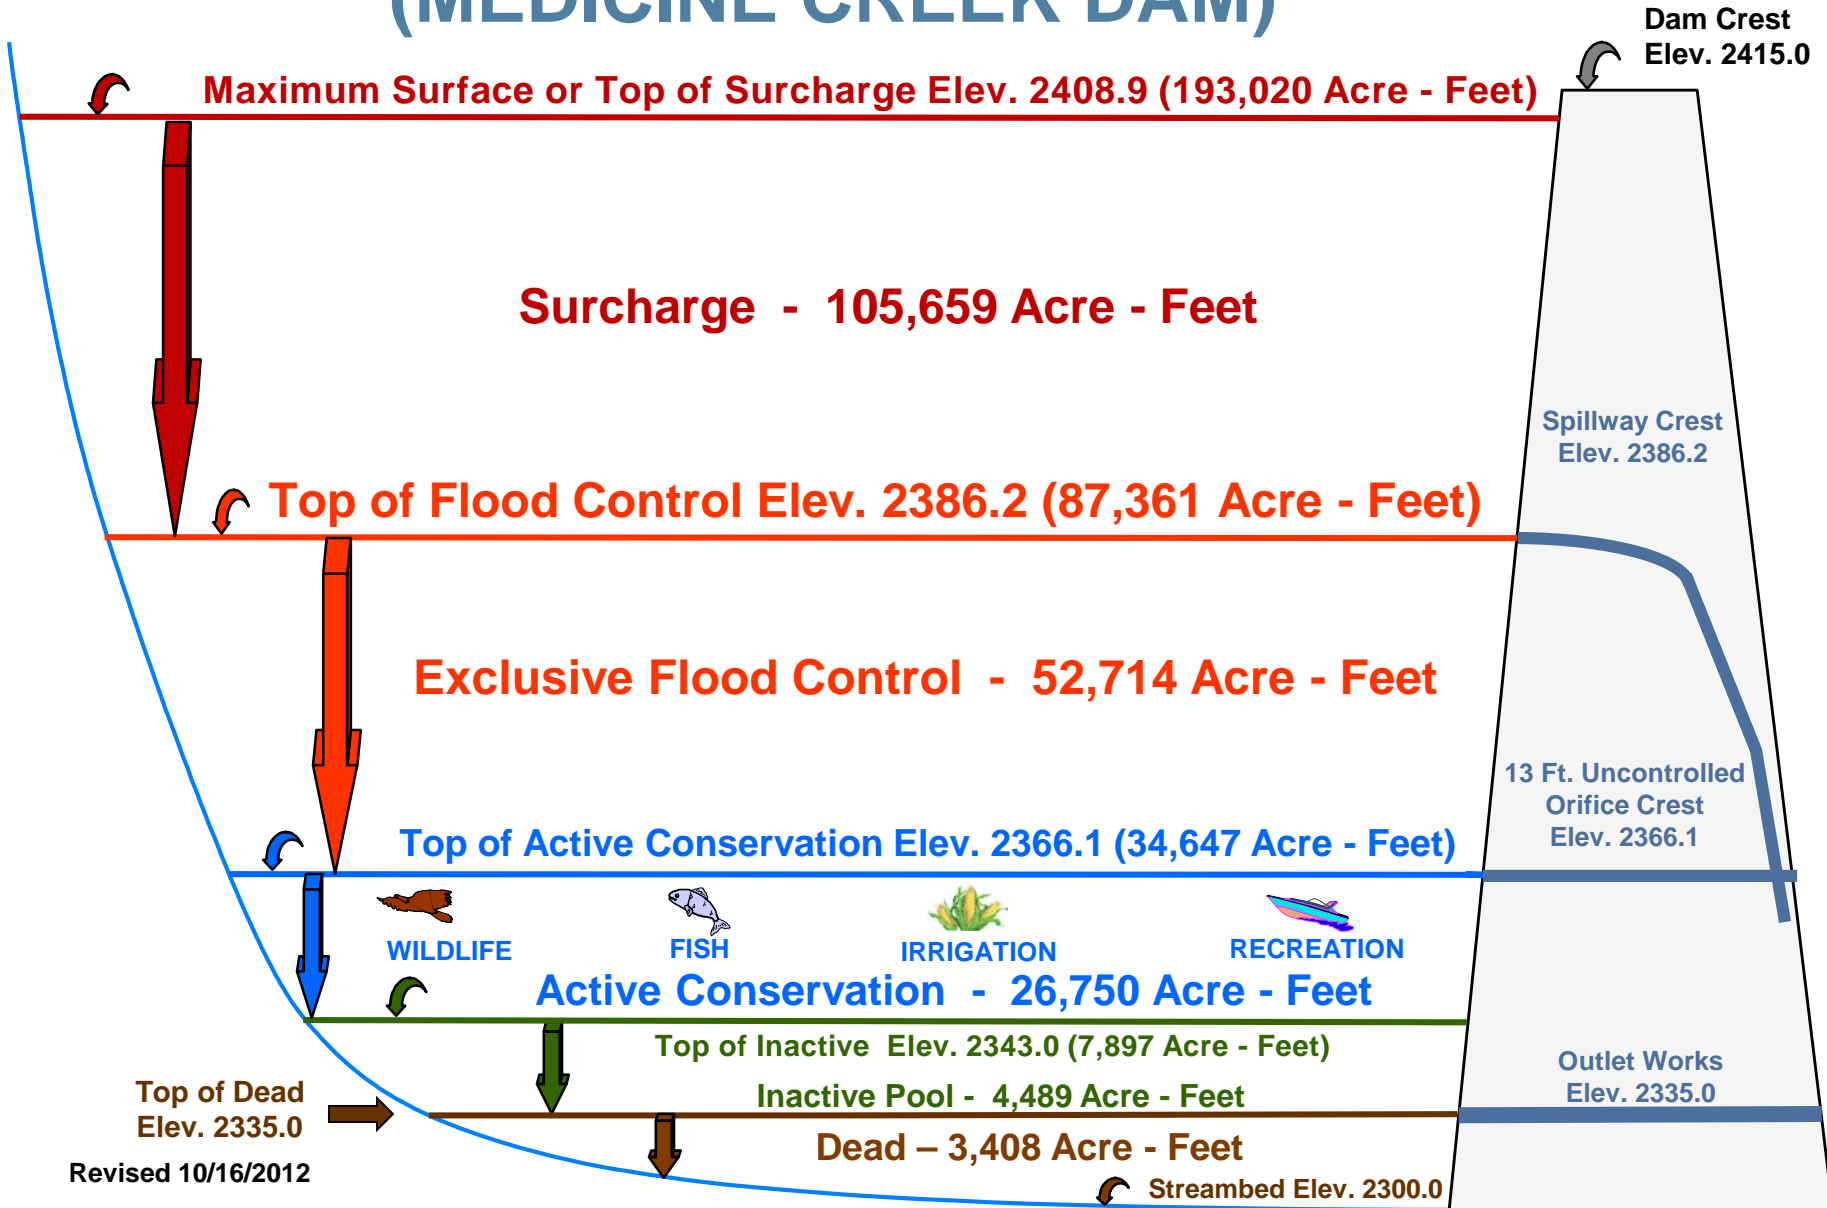 (MEDICINE CREEK DAM)
Dam Crest
Elev. 2415.0
Maximum Surface or Top of Surcharge Elev. 2408.9 (193,020 Acre - Feet)
Surcharge - 105,659 Acre - Feet
Spillway Crest
Elev. 2386.2
Top of Flood Control Elev. 2386.2 (87,361 Acre - Feet)
Exclusive Flood Control - 52,714 Acre - Feet
13 Ft. Uncontrolled
Orifice Crest
Elev. 2366.1
Top of Active Conservation Elev. 2366.1 (34,647 Acre - Feet)
WILDLIFE
FISH
IRRIGATION
RECREATION
Active Conservation - 26,750 Acre - Feet
Top of Inactive Elev. 2343.0 (7,897 Acre - Feet)
Outlet Works
Elev. 2335.0
Inactive Pool - 4,489 Acre - Feet
Top of Dead
Elev. 2335.0
Dead – 3,408 Acre - Feet
Revised 10/16/2012
Streambed Elev. 2300.0